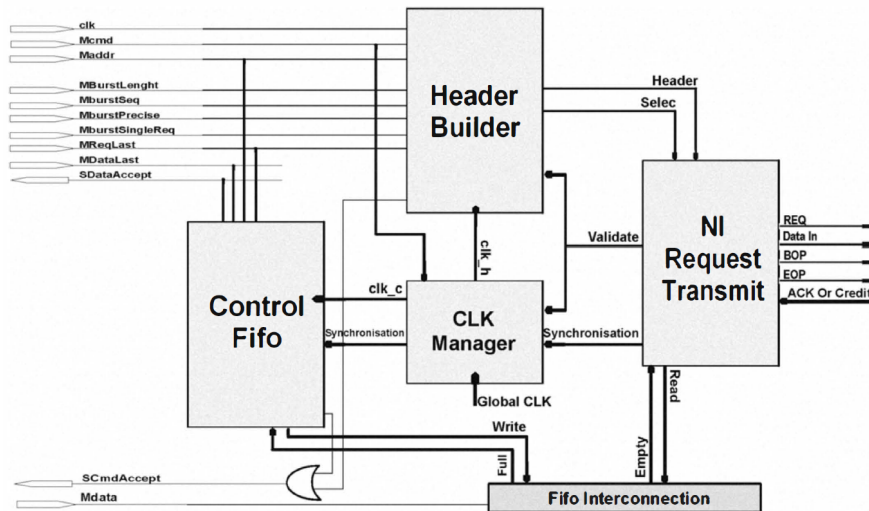 clk
Mcmd
Maddr
MBurstLenght
MburstSeq
MburstPrecise
MburstSingleReq
MReqLast
MDataLast
SDataAccept
Header
Builder
Header
Selec
Validate
clk_h
NI
Request
Transmit
REQ
Data In
BOP
EOP
ACK Or Credit
Control
Fifo
clk_c
Synchronisation
CLK
Manager
Synchronisation
Global CLK
Write
Full
Empty
Read
SCmdAccept
Mdata
Fifo Interconnection